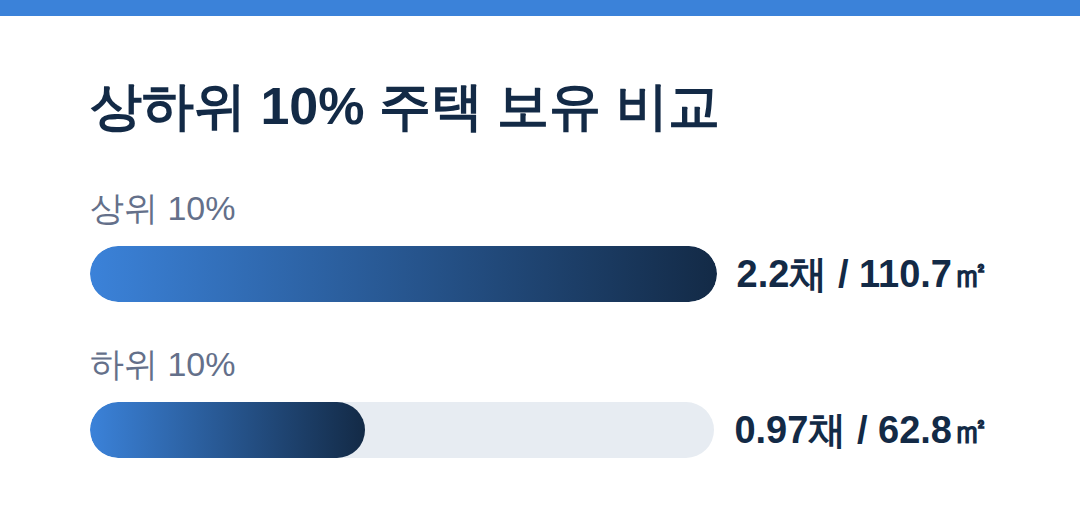 상하위 10% 주택 보유 비교
상위 10%
2.2채 / 110.7㎡
하위 10%
0.97채 / 62.8㎡